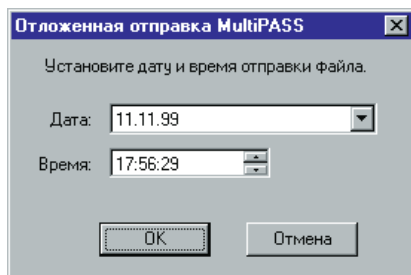 Отложенная отправка MultiPASS
Установите дату и время отправки файла.
Дата: 11.11.99
Время: 17:56:29
OK Отмена